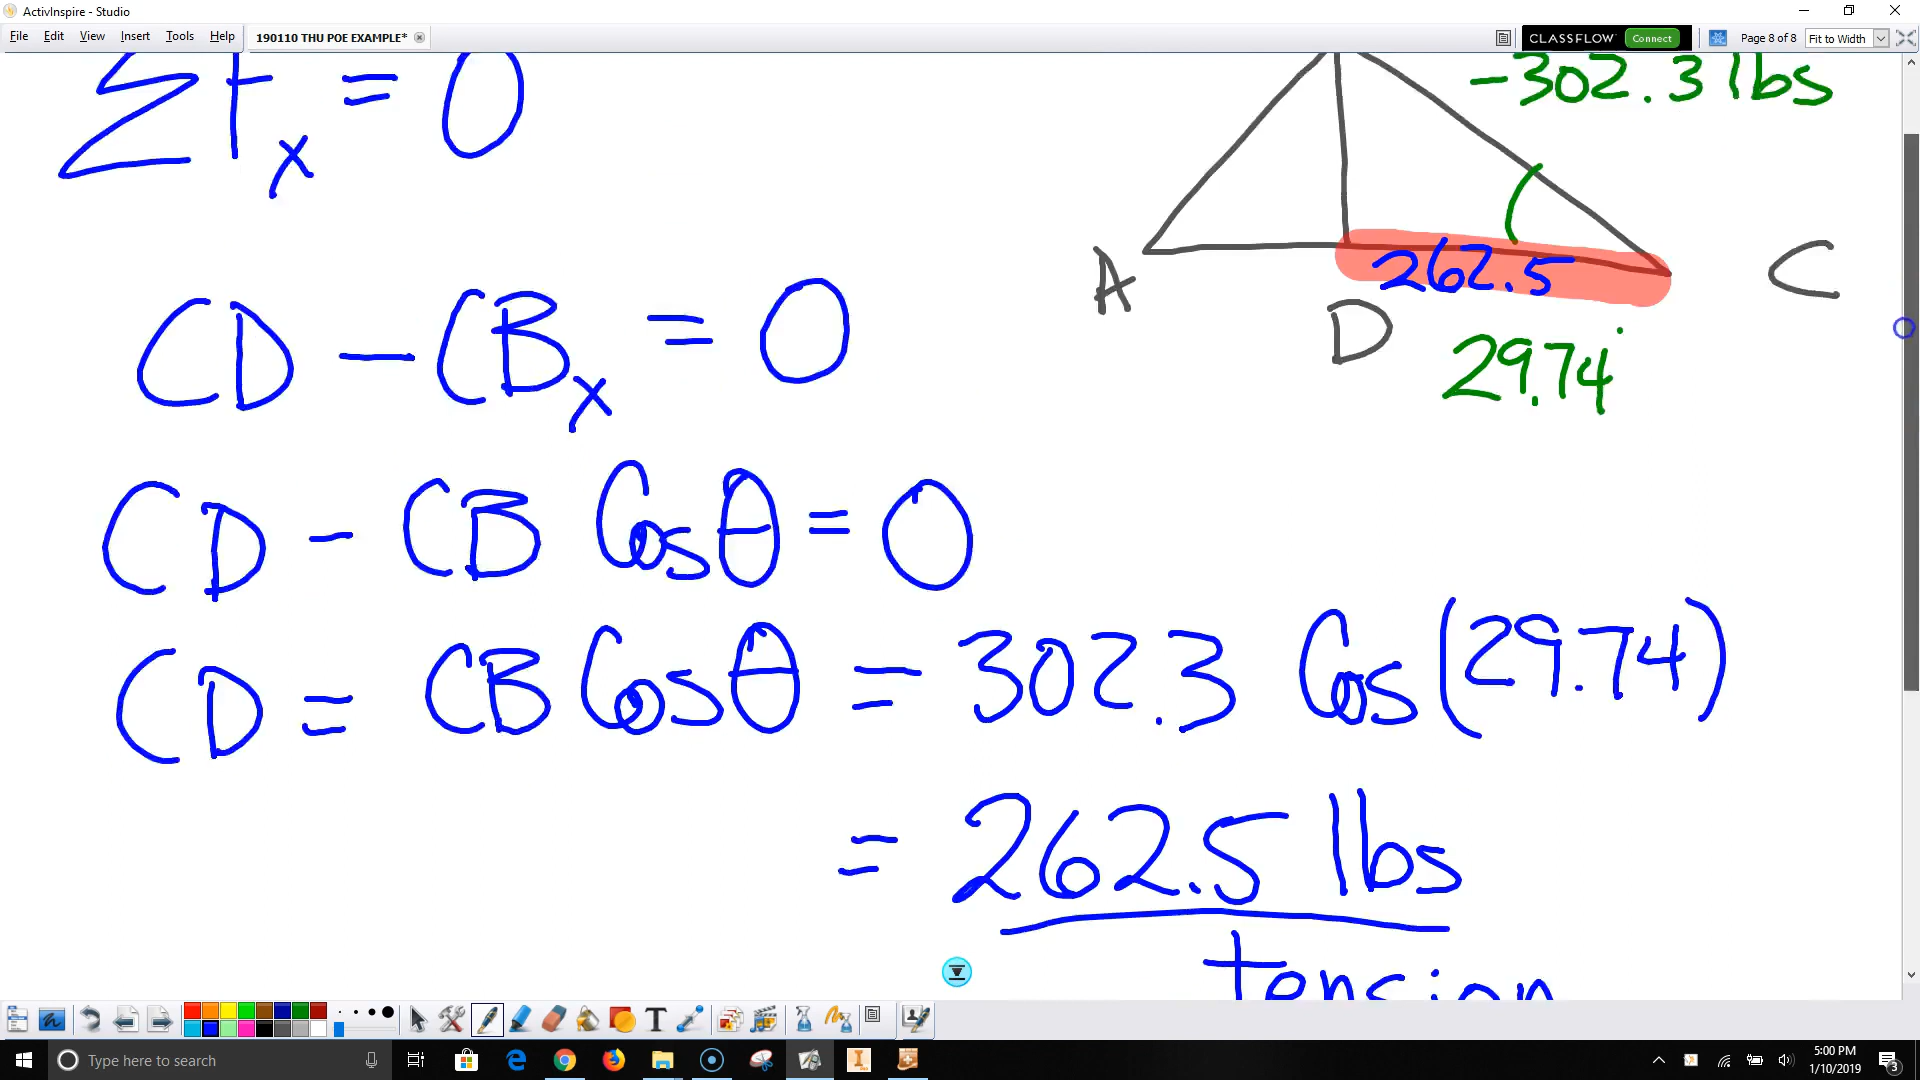 ActivInspire - Studio
File Edit View Insert Tools Help 190110 THU POE EXAMPLE* CLASSFLOW Connect Page 8 of 8 Fit to Width
ΣFx = 0
-302.3 lbs
A 262.5 C
D 29.74°
CD - CBx = 0
CD - CB Cosθ = 0
CD = CB Cosθ = 302.3 Cos(29.74)
= 262.5 lbs
tension
T
Type here to search
5:00 PM
1/10/2019
3